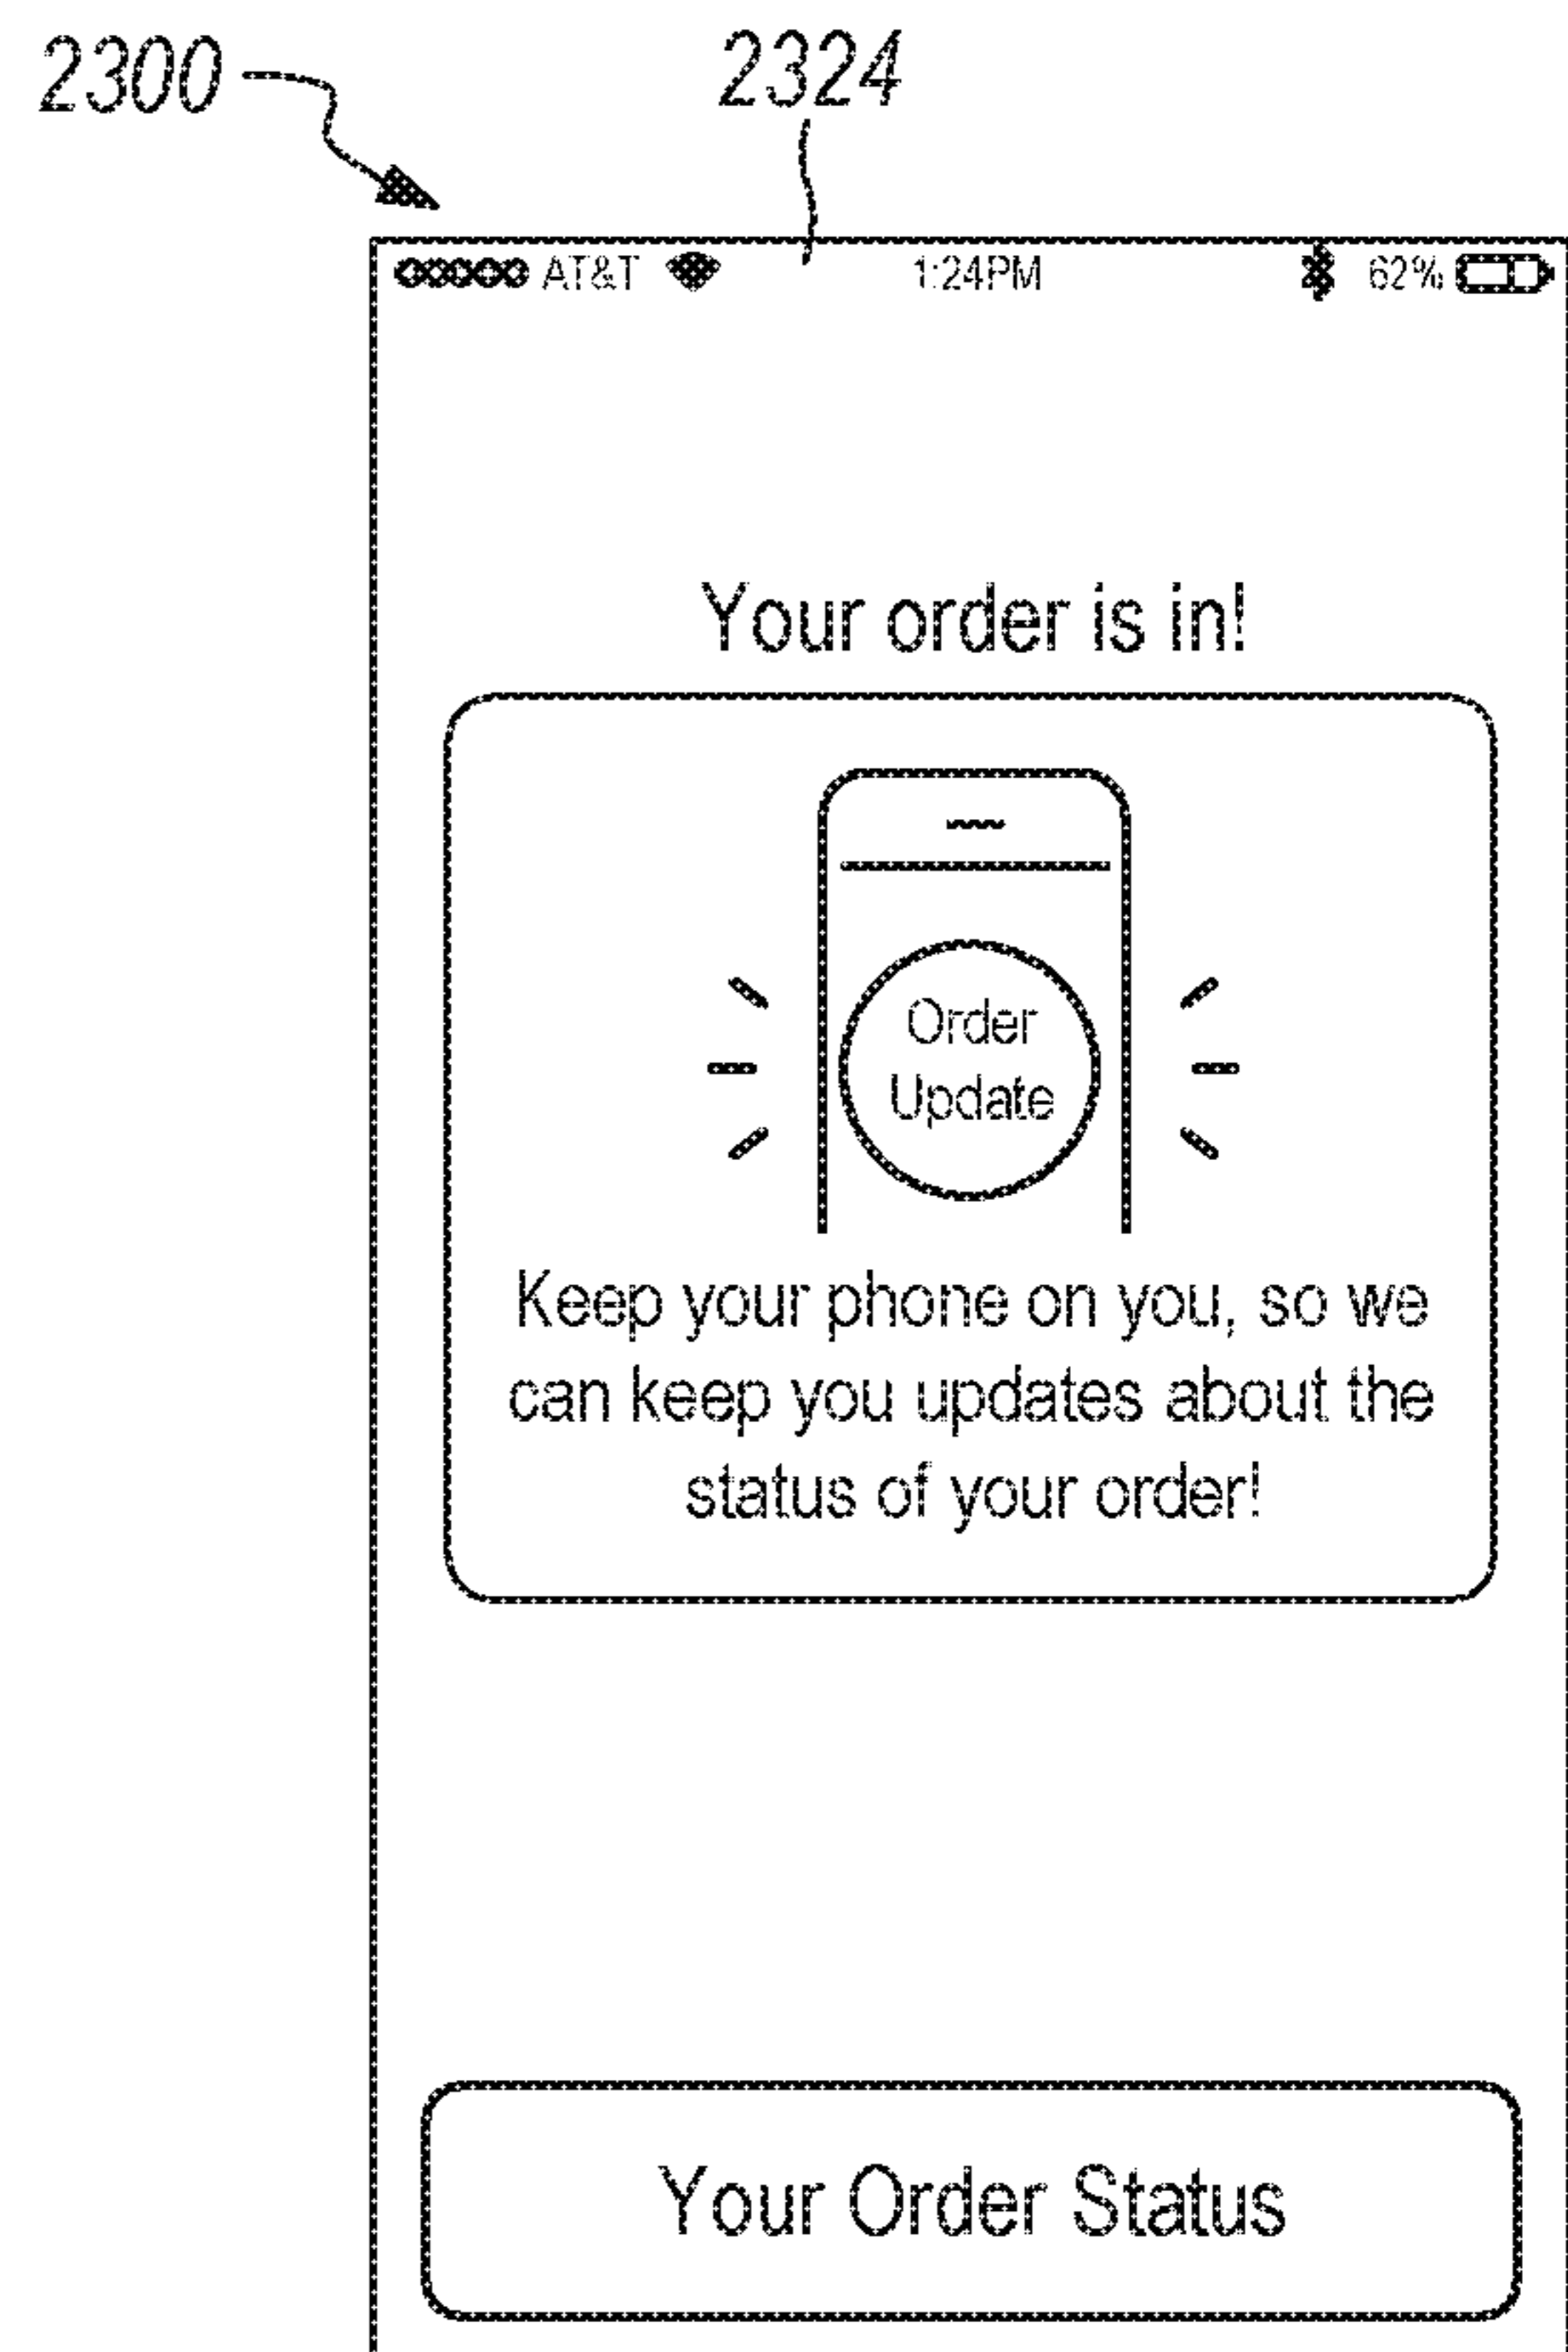 2300
2324
AT&T 1:24PM 62%
Your order is in!
Order
Update
Keep your phone on you, so we
can keep you updates about the
status of your order!
Your Order Status